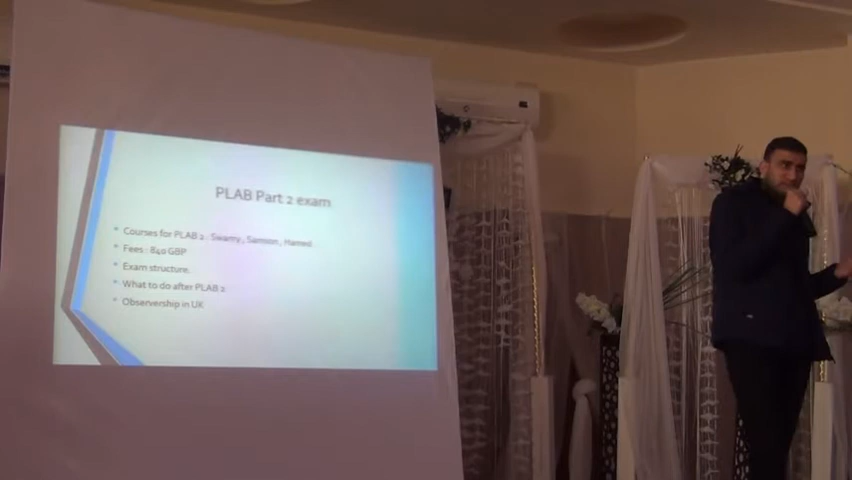 PLAB Part 2 exam
Courses for PLAB 2 : Swamy, Samson, Hamed
Fees : 840 GBP
Exam structure.
What to do after PLAB 2
Observership in UK